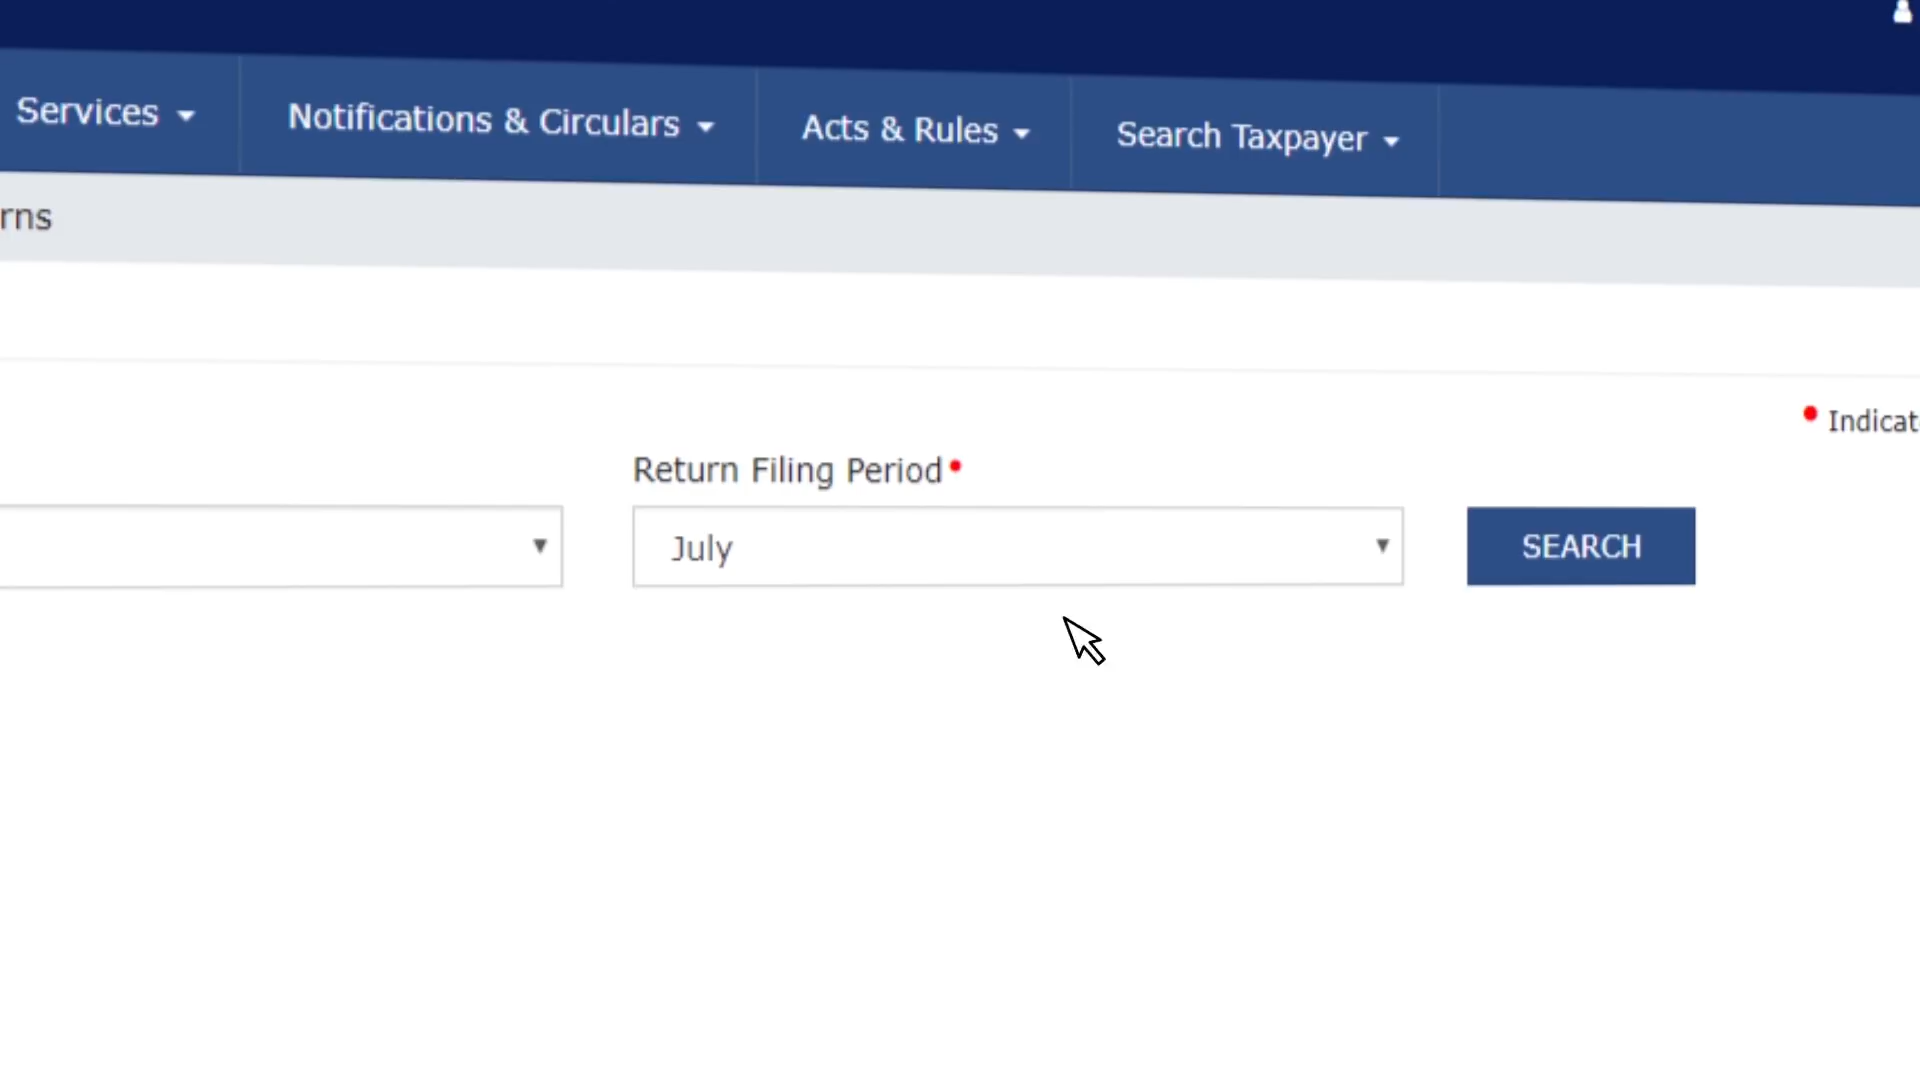 Services Notifications & Circulars Acts & Rules Search Taxpayer
rns
Indicat
Return Filing Period
July SEARCH